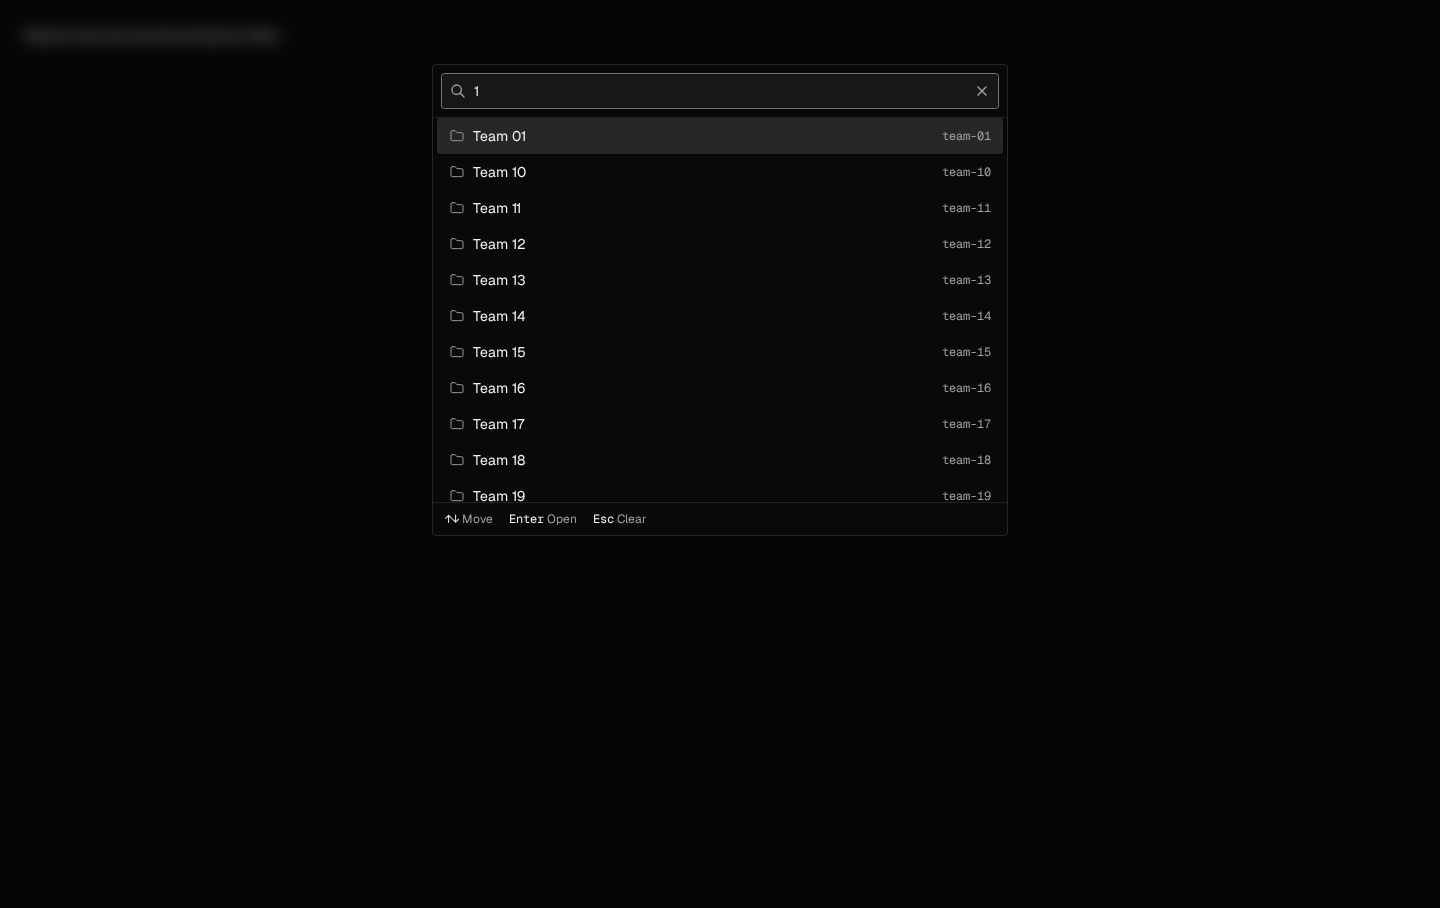 1
Team 01 team-01
Team 10 team-10
Team 11 team-11
Team 12 team-12
Team 13 team-13
Team 14 team-14
Team 15 team-15
Team 16 team-16
Team 17 team-17
Team 18 team-18
Team 19 team-19
↑↓ Move Enter Open Esc Clear